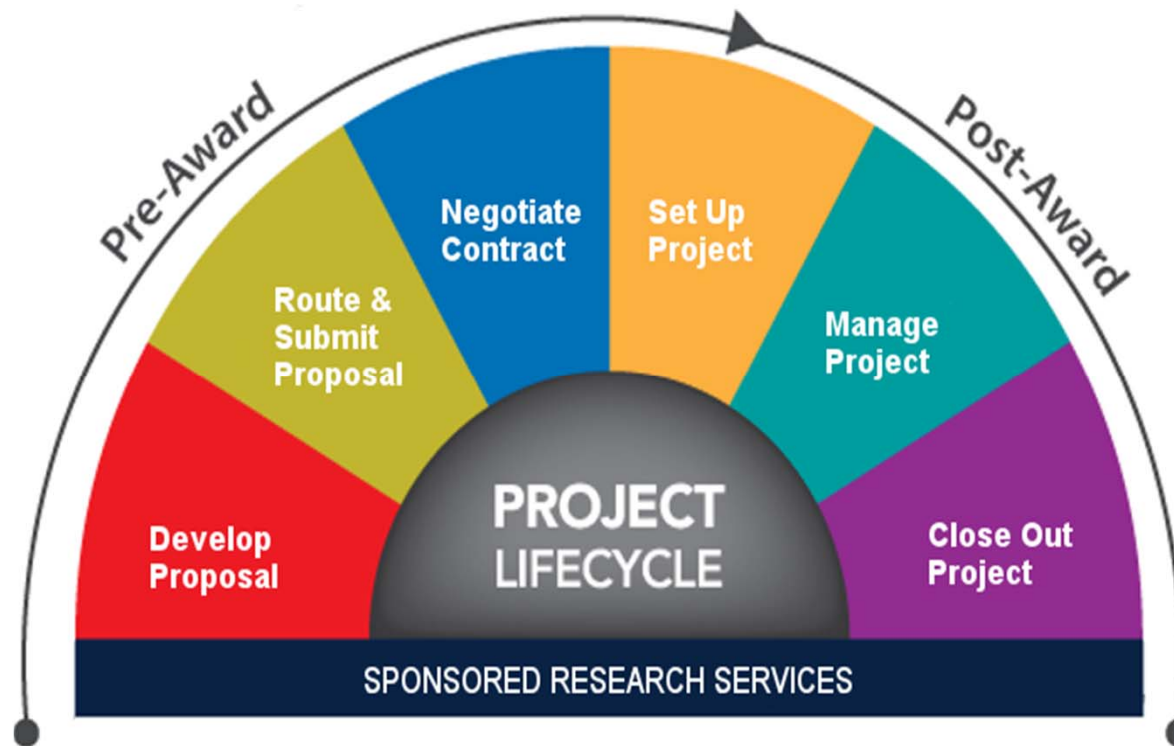 Pre-Award
Post-Award
Develop
Proposal
Route &
Submit
Proposal
Negotiate
Contract
Set Up
Project
Manage
Project
Close Out
Project
PROJECT
LIFECYCLE
SPONSORED RESEARCH SERVICES